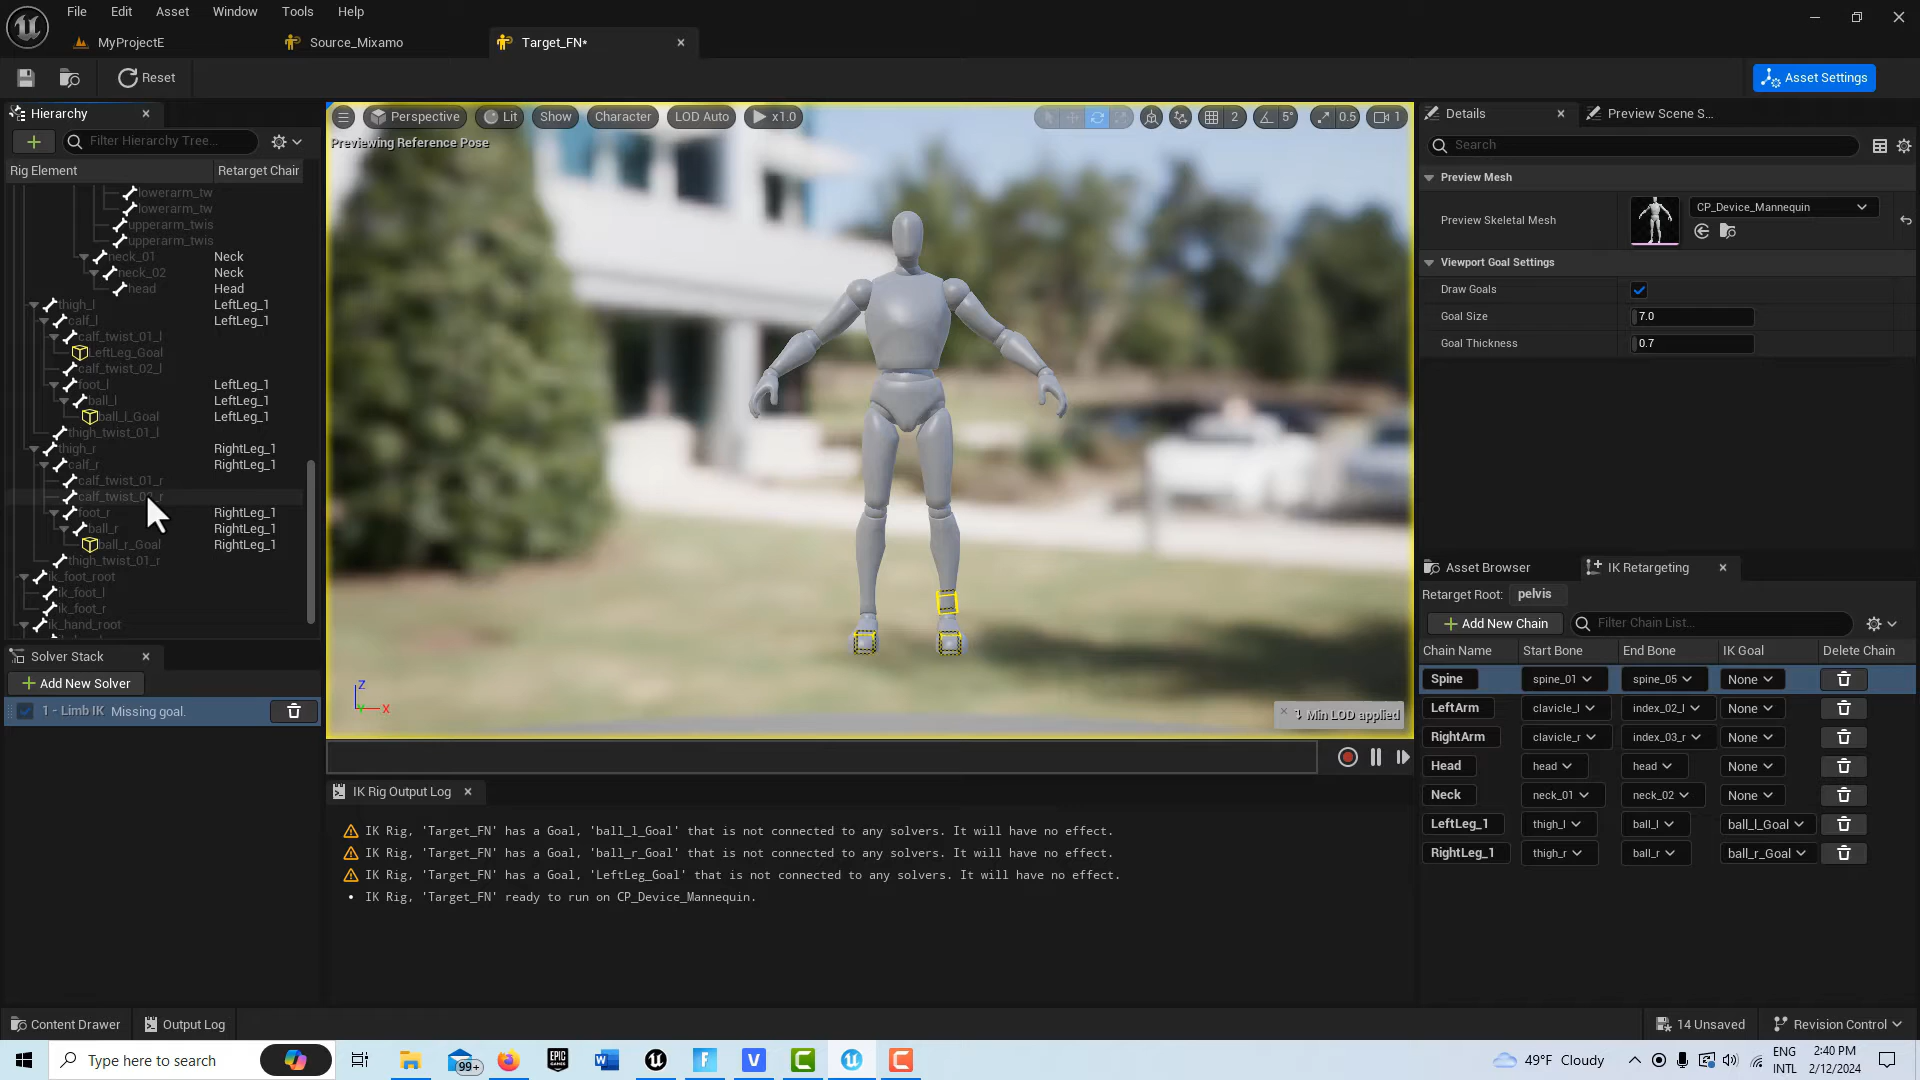 File Edit Asset Window Tools Help
MyProjectE Source_Mixamo Target_FN*
Reset Asset Settings
Hierarchy
Filter Hierarchy Tree...
Rig Element Retarget Chair
lowerarm_tw
lowerarm_tw
upperarm_twis
upperarm_twis
neck_01 Neck
neck_02 Neck
head Head
thigh_l LeftLeg_1
calf_l LeftLeg_1
calf_twist_01_l
LeftLeg_Goal
calf_twist_02_l
foot_l LeftLeg_1
ball_l LeftLeg_1
ball_l_Goal LeftLeg_1
thigh_twist_01_l
thigh_r RightLeg_1
calf_r RightLeg_1
calf_twist_01_r
calf_twist_02_r
foot_r RightLeg_1
ball_r RightLeg_1
ball_r_Goal RightLeg_1
thigh_twist_01_r
ik_foot_root
ik_foot_l
ik_foot_r
ik_hand_root
Solver Stack
Add New Solver
1 - Limb IK Missing goal.
Perspective Lit Show Character LOD Auto x1.0 2 5° 0.5 1
Previewing Reference Pose
Z
Y X
Min LOD applied
IK Rig Output Log
IK Rig, 'Target_FN' has a Goal, 'ball_l_Goal' that is not connected to any solvers. It will have no effect.
IK Rig, 'Target_FN' has a Goal, 'ball_r_Goal' that is not connected to any solvers. It will have no effect.
IK Rig, 'Target_FN' has a Goal, 'LeftLeg_Goal' that is not connected to any solvers. It will have no effect.
IK Rig, 'Target_FN' ready to run on CP_Device_Mannequin.
Details Preview Scene S...
Search
Preview Mesh
Preview Skeletal Mesh CP_Device_Mannequin
Viewport Goal Settings
Draw Goals
Goal Size 7.0
Goal Thickness 0.7
Asset Browser IK Retargeting
Retarget Root: pelvis
Add New Chain Filter Chain List...
Chain Name Start Bone End Bone IK Goal Delete Chain
Spine spine_01 spine_05 None
LeftArm clavicle_l index_02_l None
RightArm clavicle_r index_03_r None
Head head head None
Neck neck_01 neck_02 None
LeftLeg_1 thigh_l ball_l ball_l_Goal
RightLeg_1 thigh_r ball_r ball_r_Goal
Content Drawer Output Log 14 Unsaved Revision Control
Type here to search 99+ EPIC GAMES 49°F Cloudy ENG INTL 2:40 PM 2/12/2024